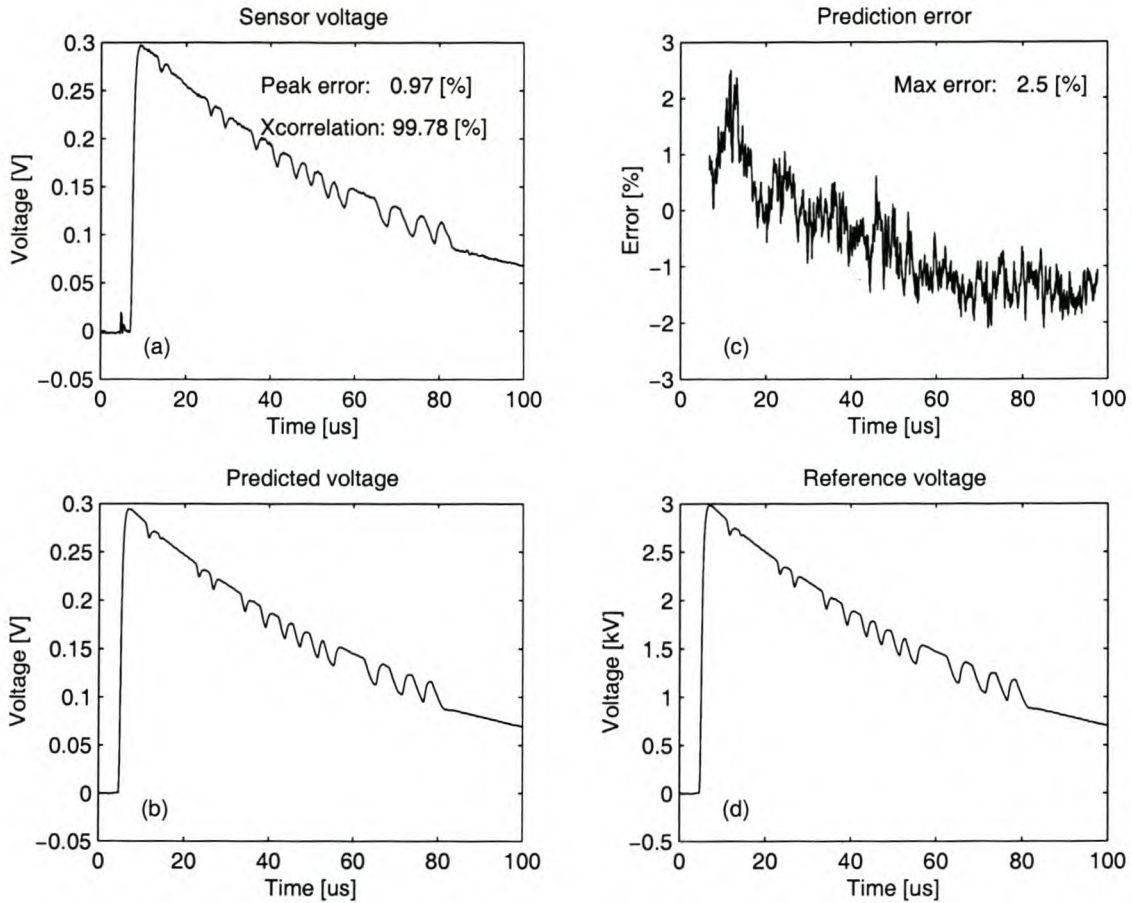 Sensor voltage
0.3
0.25
0.2
0.15
0.1
0.05
0
−0.05
Voltage [V]
Peak error: 0.97 [%]
Xcorrelation: 99.78 [%]
(a)
0 20 40 60 80 100
Time [us]
Prediction error
3
2
1
0
−1
−2
−3
Error [%]
Max error: 2.5 [%]
(c)
0 20 40 60 80 100
Time [us]
Predicted voltage
0.3
0.25
0.2
0.15
0.1
0.05
0
−0.05
Voltage [V]
(b)
0 20 40 60 80 100
Time [us]
Reference voltage
3
2.5
2
1.5
1
0.5
0
−0.5
Voltage [kV]
(d)
0 20 40 60 80 100
Time [us]